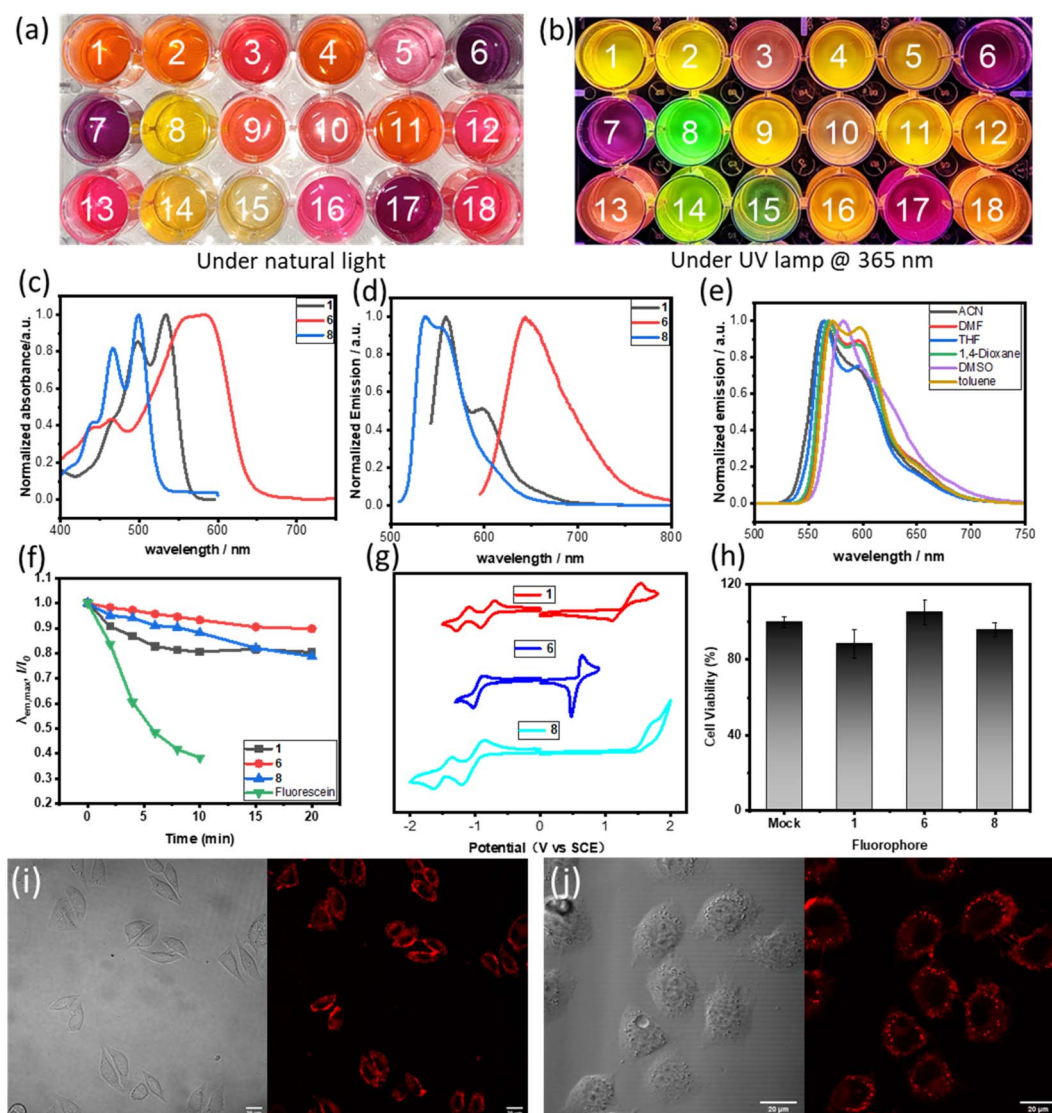 (a)
1 2 3 4 5 6
7 8 9 10 11 12
13 14 15 16 17 18
Under natural light
(b)
1 2 3 4 5 6
7 8 9 10 11 12
13 14 15 16 17 18
Under UV lamp @ 365 nm
(c)
1
6
8
Normalized absorbance/a.u.
1.0
0.8
0.6
0.4
0.2
0.0
400 500 600 700
wavelength / nm
(d)
1
6
8
Normalized Emission / a.u.
1.0
0.8
0.6
0.4
0.2
0.0
500 550 600 650 700 750 800
wavelength / nm
(e)
ACN
DMF
THF
1,4-Dioxane
DMSO
toluene
Normalized emission / a.u.
1.0
0.8
0.6
0.4
0.2
0.0
500 550 600 650 700 750
wavelength / nm
(f)
λem,max, I/I0
1.1
1.0
0.9
0.8
0.7
0.6
0.5
0.4
0.3
0.2
1
6
8
Fluorescein
0 5 10 15 20
Time (min)
(g)
1
6
8
-2 -1 0 1 2
Potential（V vs SCE）
(h)
Cell Viability (%)
120
80
40
0
Mock 1 6 8
Fluorophore
(i)
(j)
20 μm
20 μm